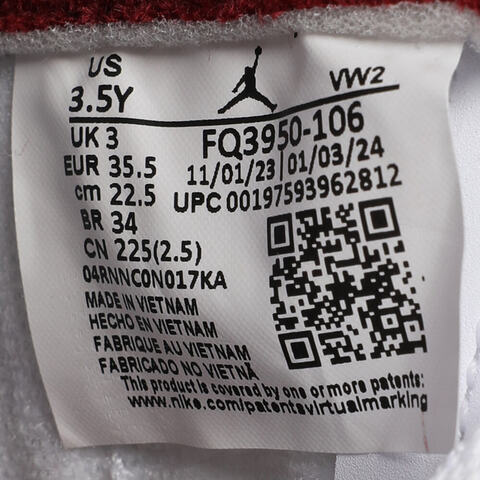 US
3.5Y
VW2
UK 3
EUR 35.5
cm 22.5
BR 34
CN 225(2.5)
FQ3950-106
11/01/23 01/03/24
UPC 00197593962812
04RNNC0N017KA
MADE IN VIETNAM
HECHO EN VIETNAM
FABRIQUE AU VIETNAM
FABRICADO NO VIETNÃ
This product is covered by one or more patents:
www.nike.com/patentsvirtualmarking